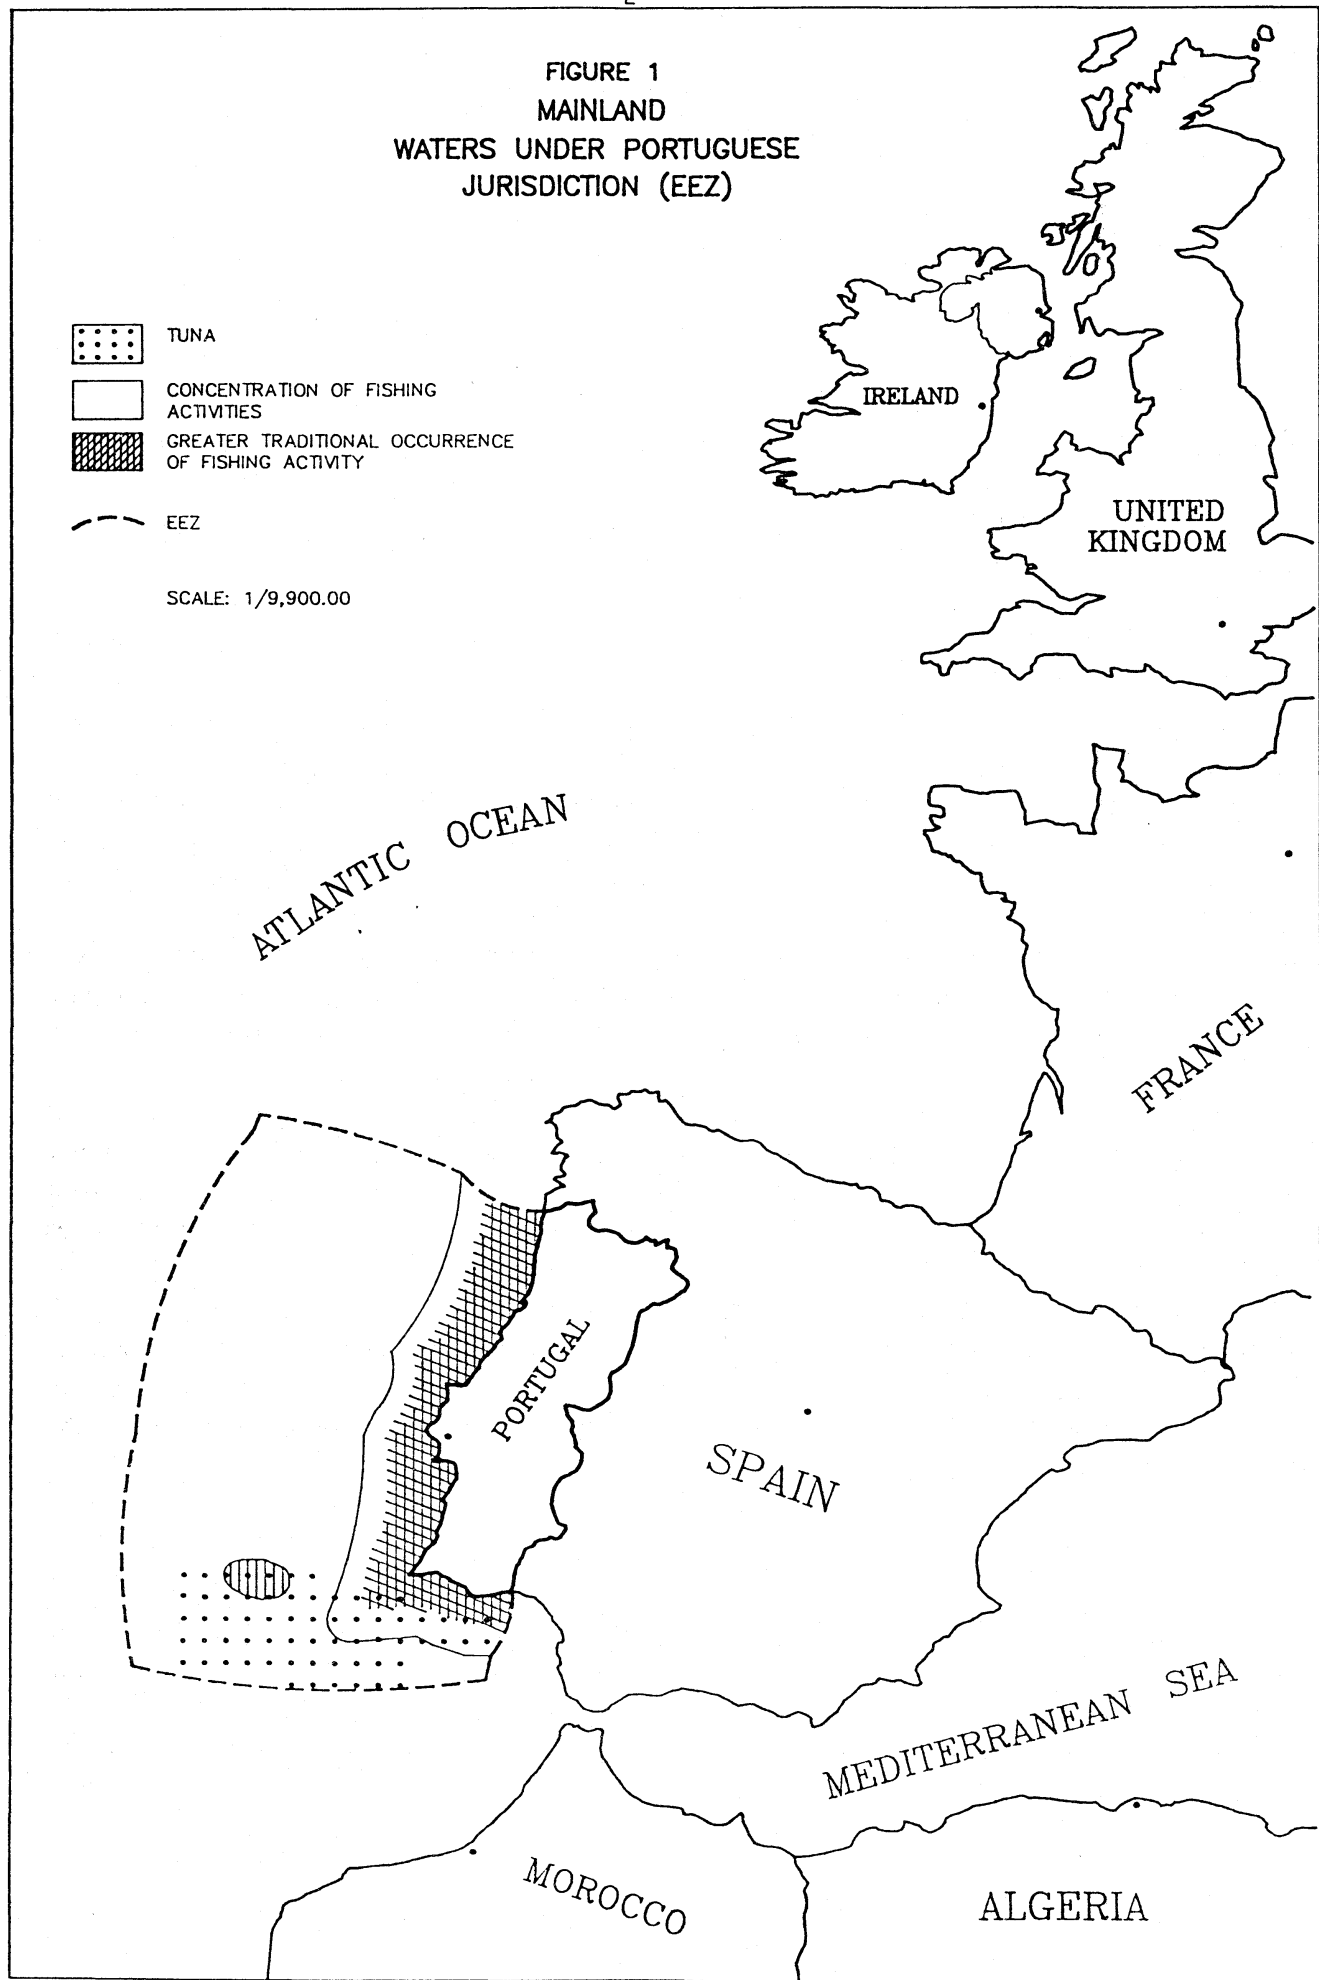 FIGURE 1
MAINLAND
WATERS UNDER PORTUGUESE
JURISDICTION (EEZ)
TUNA
CONCENTRATION OF FISHING
ACTIVITIES
GREATER TRADITIONAL OCCURRENCE
OF FISHING ACTIVITY
EEZ
SCALE: 1/9,900.00
IRELAND
UNITED
KINGDOM
ATLANTIC OCEAN
FRANCE
PORTUGAL
SPAIN
MEDITERRANEAN SEA
MOROCCO
ALGERIA